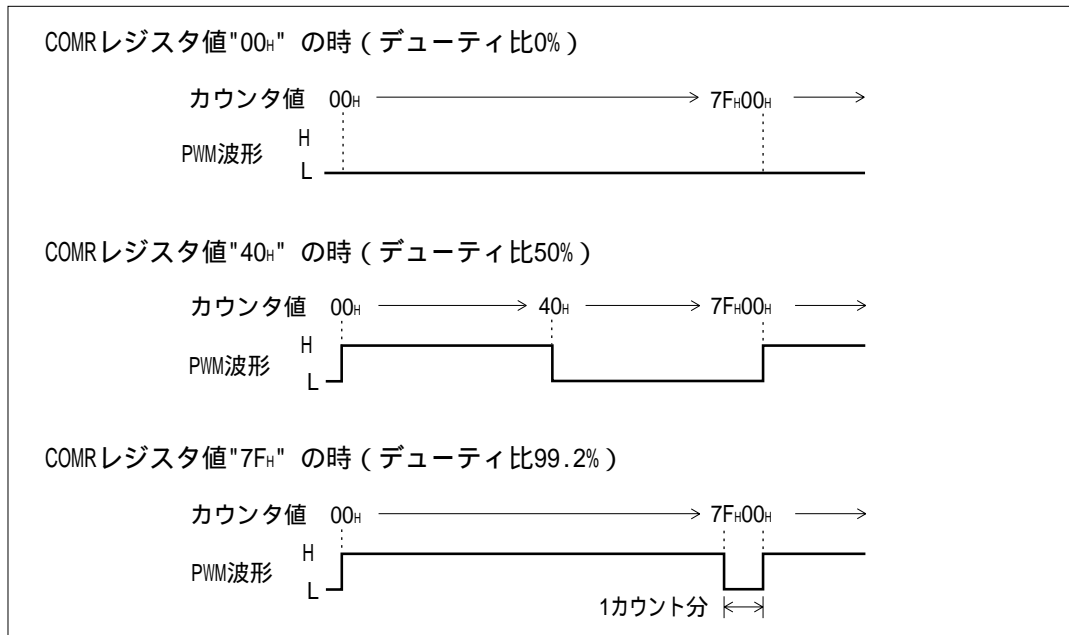 COMRレジスタ値"00H" の時（デューティ比0%）
カウンタ値 00H 7FH00H
H
PWM波形
L
COMRレジスタ値"40H" の時（デューティ比50%）
カウンタ値 00H 40H 7FH00H
H
PWM波形
L
COMRレジスタ値"7FH" の時（デューティ比99.2%）
カウンタ値 00H 7FH00H
H
PWM波形
L
1カウント分